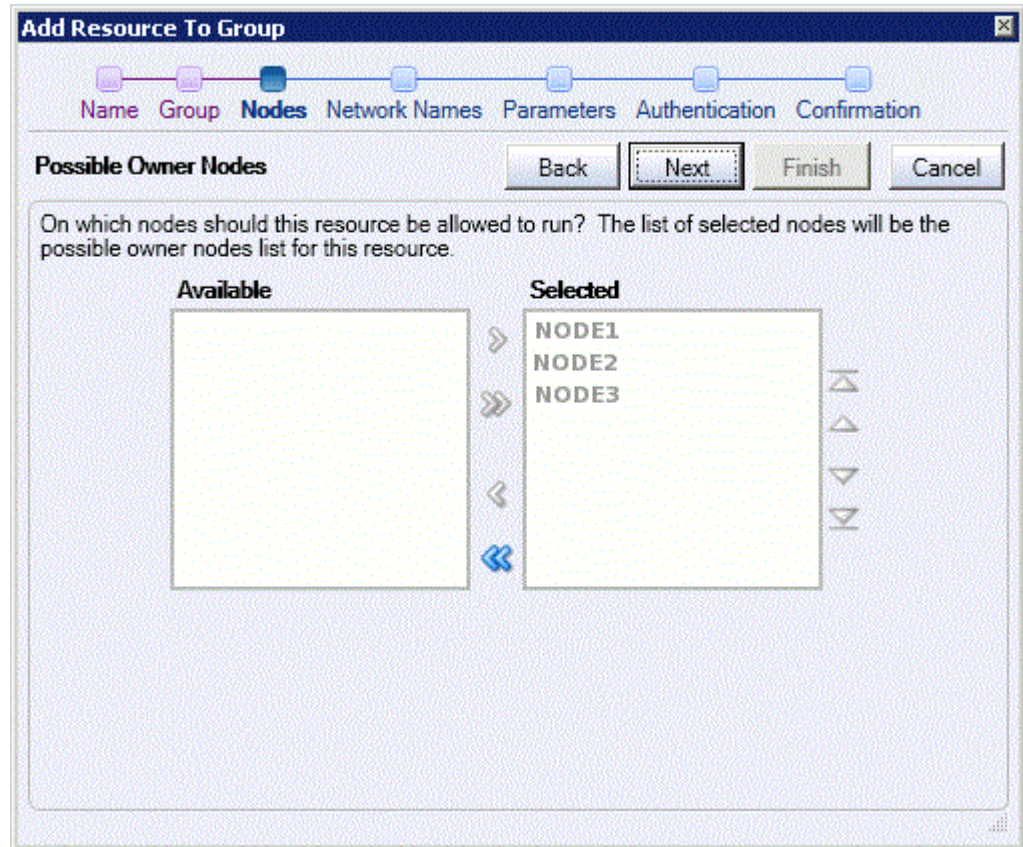 Add Resource To Group
Name Group Nodes Network Names Parameters Authentication Confirmation
Possible Owner Nodes Back Next Finish Cancel
On which nodes should this resource be allowed to run? The list of selected nodes will be the
possible owner nodes list for this resource.
Available Selected
NODE1
NODE2
NODE3